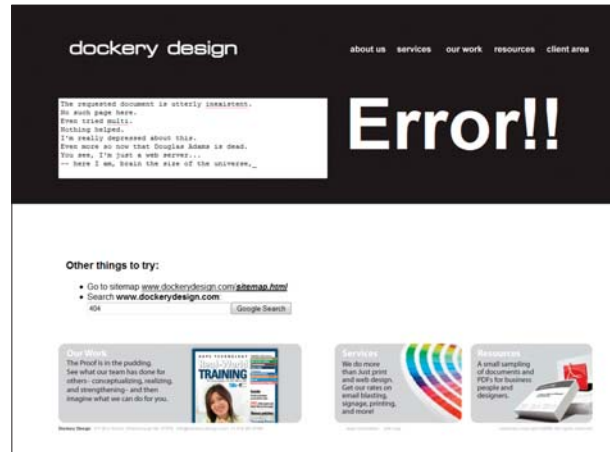 dockery design
about us services our work resources client area
The requested document is utterly inexistent.
No such page here.
Even tried multi.
Nothing helped.
I'm really depressed about this.
Even more so now that Douglas Adams is dead.
You see, I'm just a web server...
-- here I am, brain the size of the universe,_
Error!!
Other things to try:
Go to sitemap www.dockerydesign.com/sitemap.html
Search www.dockerydesign.com:
404 Google Search
Our Work
The Proof is in the pudding.
See what our team has done for
others- conceptualizing, realizing,
and strengthening- and then
imagine what we can do for you.
Real-World
TRAINING
Services
We do more
than Just print
and web design.
Get our rates on
email blasting,
signage, printing,
and more!
Resources
A small sampling
of documents and
PDFs for business
people and
designers.
Dockery Design